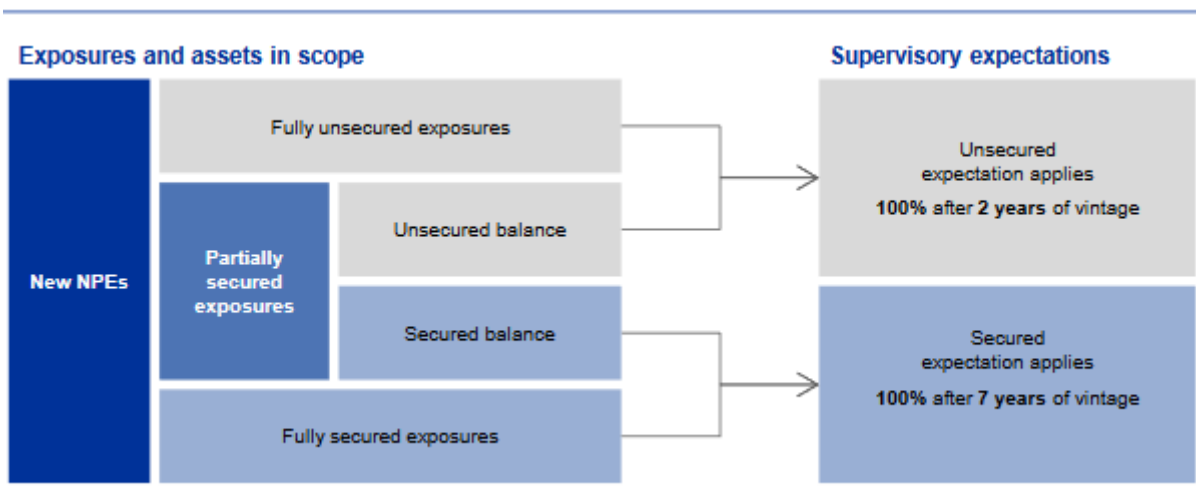 Exposures and assets in scope
Supervisory expectations
New NPEs
Fully unsecured exposures
Partially
secured
exposures
Unsecured balance
Secured balance
Fully secured exposures
Unsecured
expectation applies
100% after 2 years of vintage
Secured
expectation applies
100% after 7 years of vintage